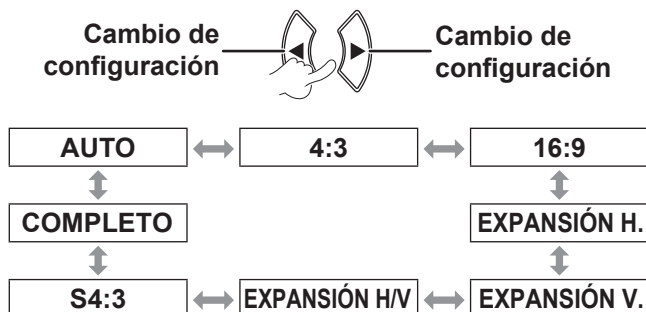 Cambio de
configuración
Cambio de
configuración
AUTO
4:3
16:9
COMPLETO
EXPANSIÓN H.
S4:3
EXPANSIÓN H/V
EXPANSIÓN V.